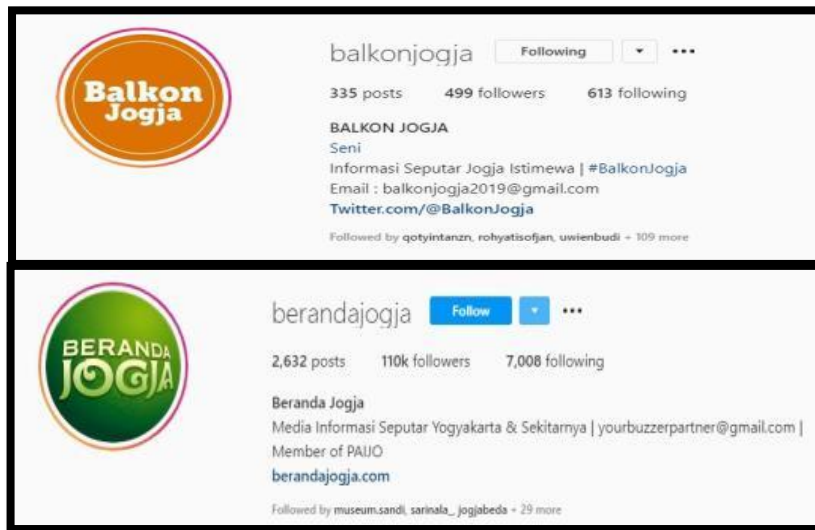 Balkon
Jogja
balkonjogja Following
335 posts 499 followers 613 following
BALKON JOGJA
Seni
Informasi Seputar Jogja Istimewa | #BalkonJogja
Email : balkonjogja2019@gmail.com
Twitter.com/@BalkonJogja
Followed by qotyintanzn, rohyatisofjan, uwienbudi + 109 more
BERANDA
JOGJA
berandajogja Follow
2,632 posts 110k followers 7,008 following
Beranda Jogja
Media Informasi Seputar Yogyakarta & Sekitarnya | yourbuzzerpartner@gmail.com |
Member of PAIJO
berandajogja.com
Followed by museum.sandi, sarinala_, jogjabeda + 29 more